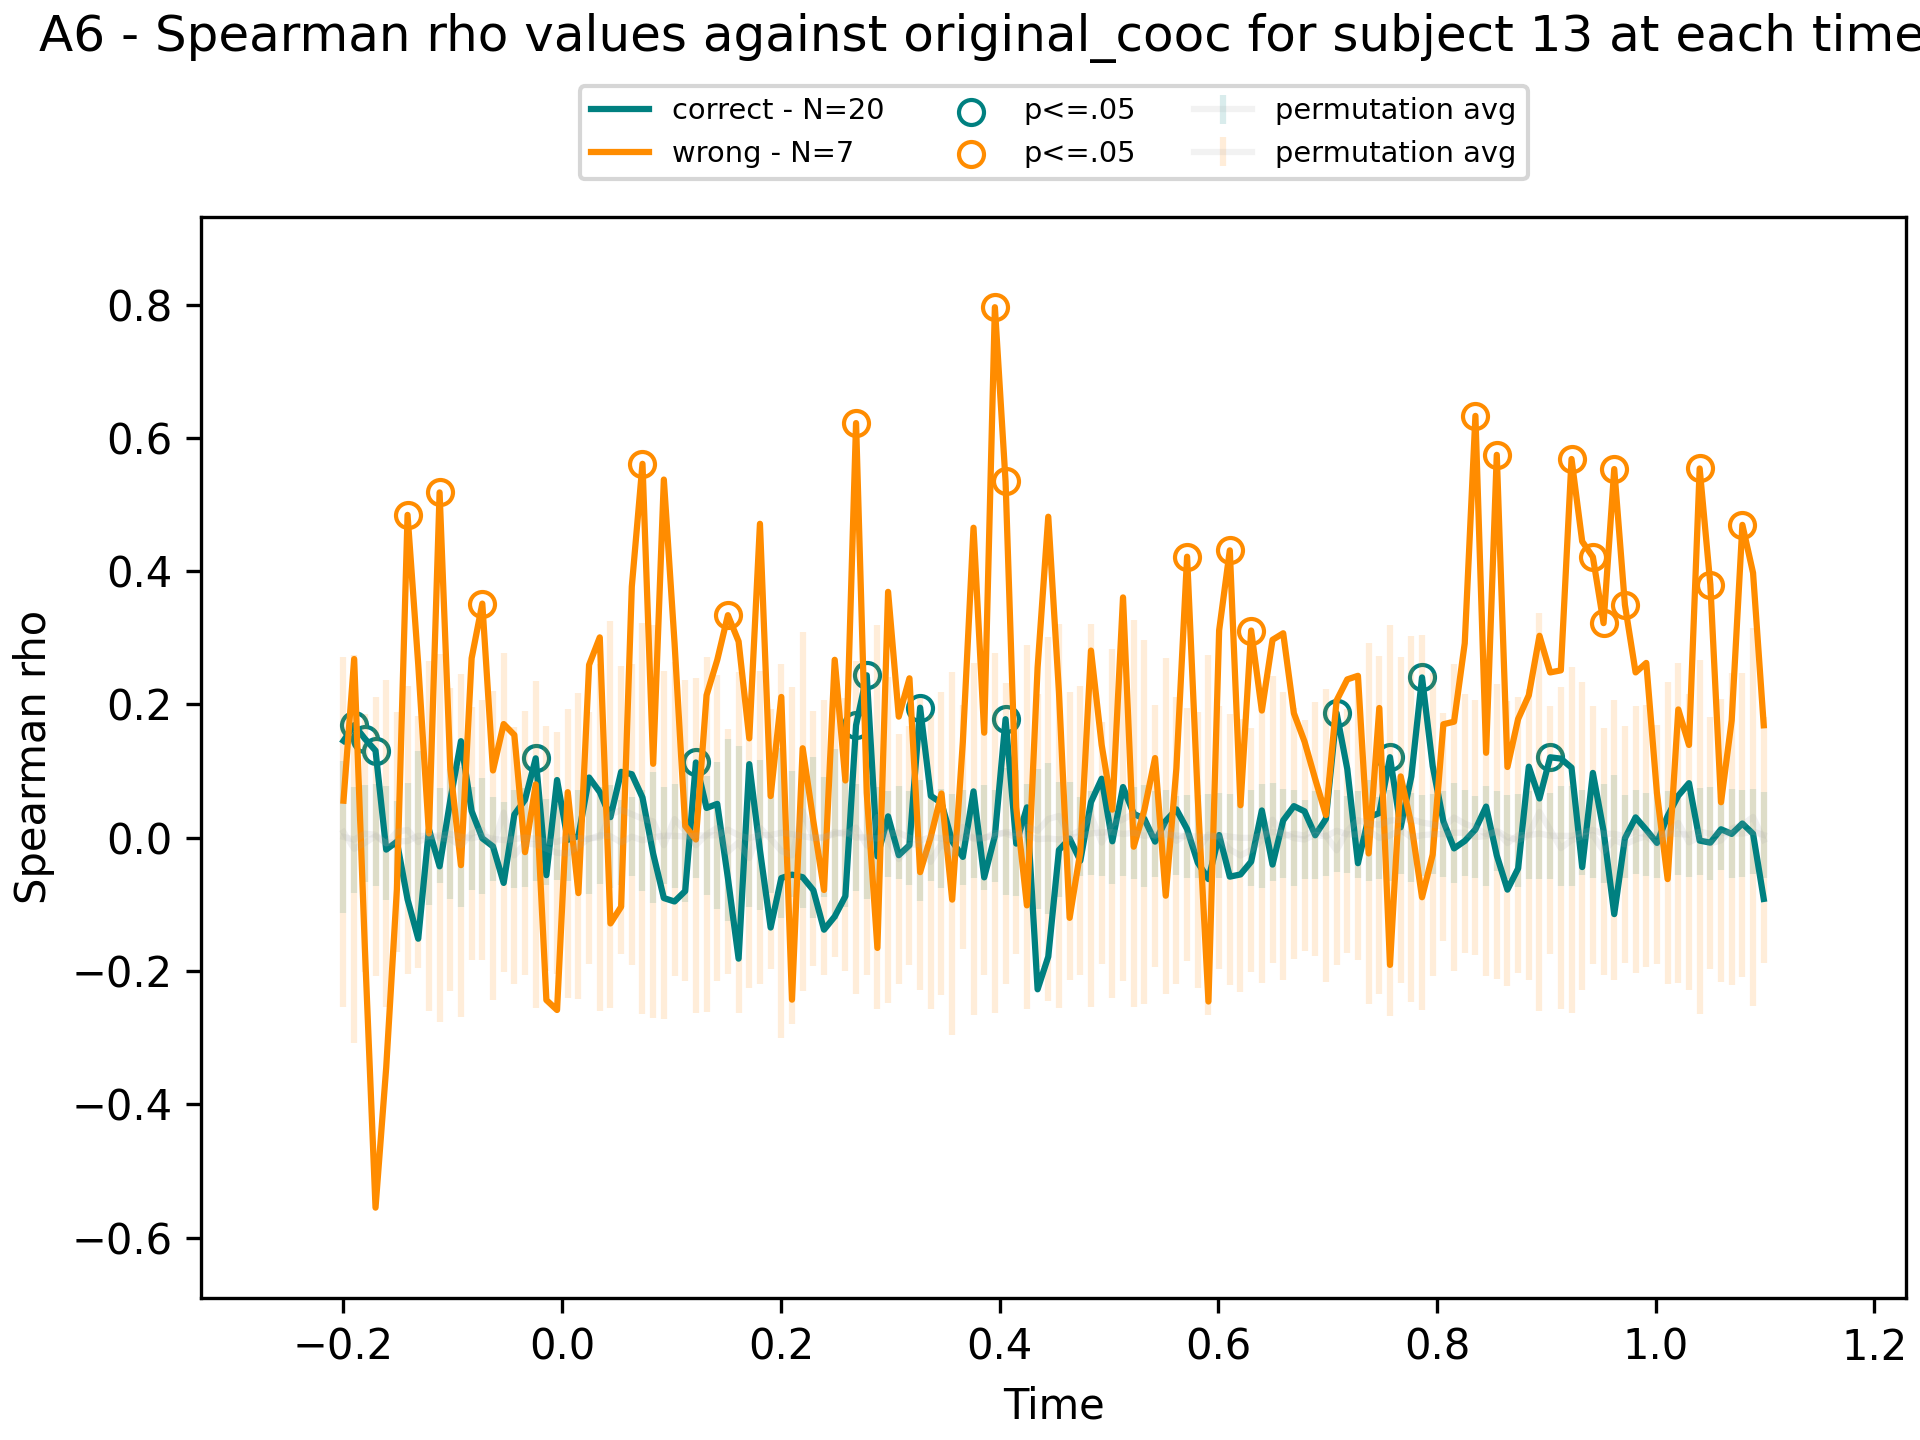 A6 - Spearman rho values against original_cooc for subject 13 at each time
correct - N=20
wrong - N=7
p<=.05
p<=.05
permutation avg
permutation avg
Spearman rho
0.8
0.6
0.4
0.2
0.0
−0.2
−0.4
−0.6
−0.2 0.0 0.2 0.4 0.6 0.8 1.0 1.2
Time